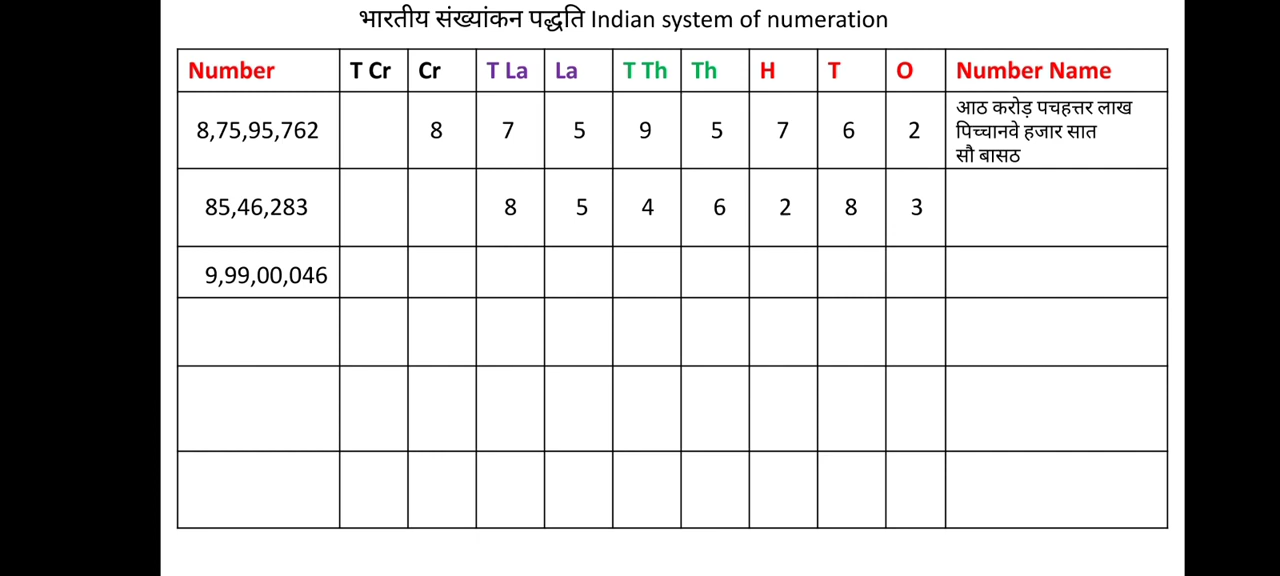 भारतीय संख्यांकन पद्धति Indian system of numeration
Number T Cr Cr T La La T Th Th H T O Number Name
8,75,95,762 8 7 5 9 5 7 6 2 आठ करोड़ पचहत्तर लाख
पिच्चानवे हजार सात
सौ बासठ
85,46,283 8 5 4 6 2 8 3
9,99,00,046